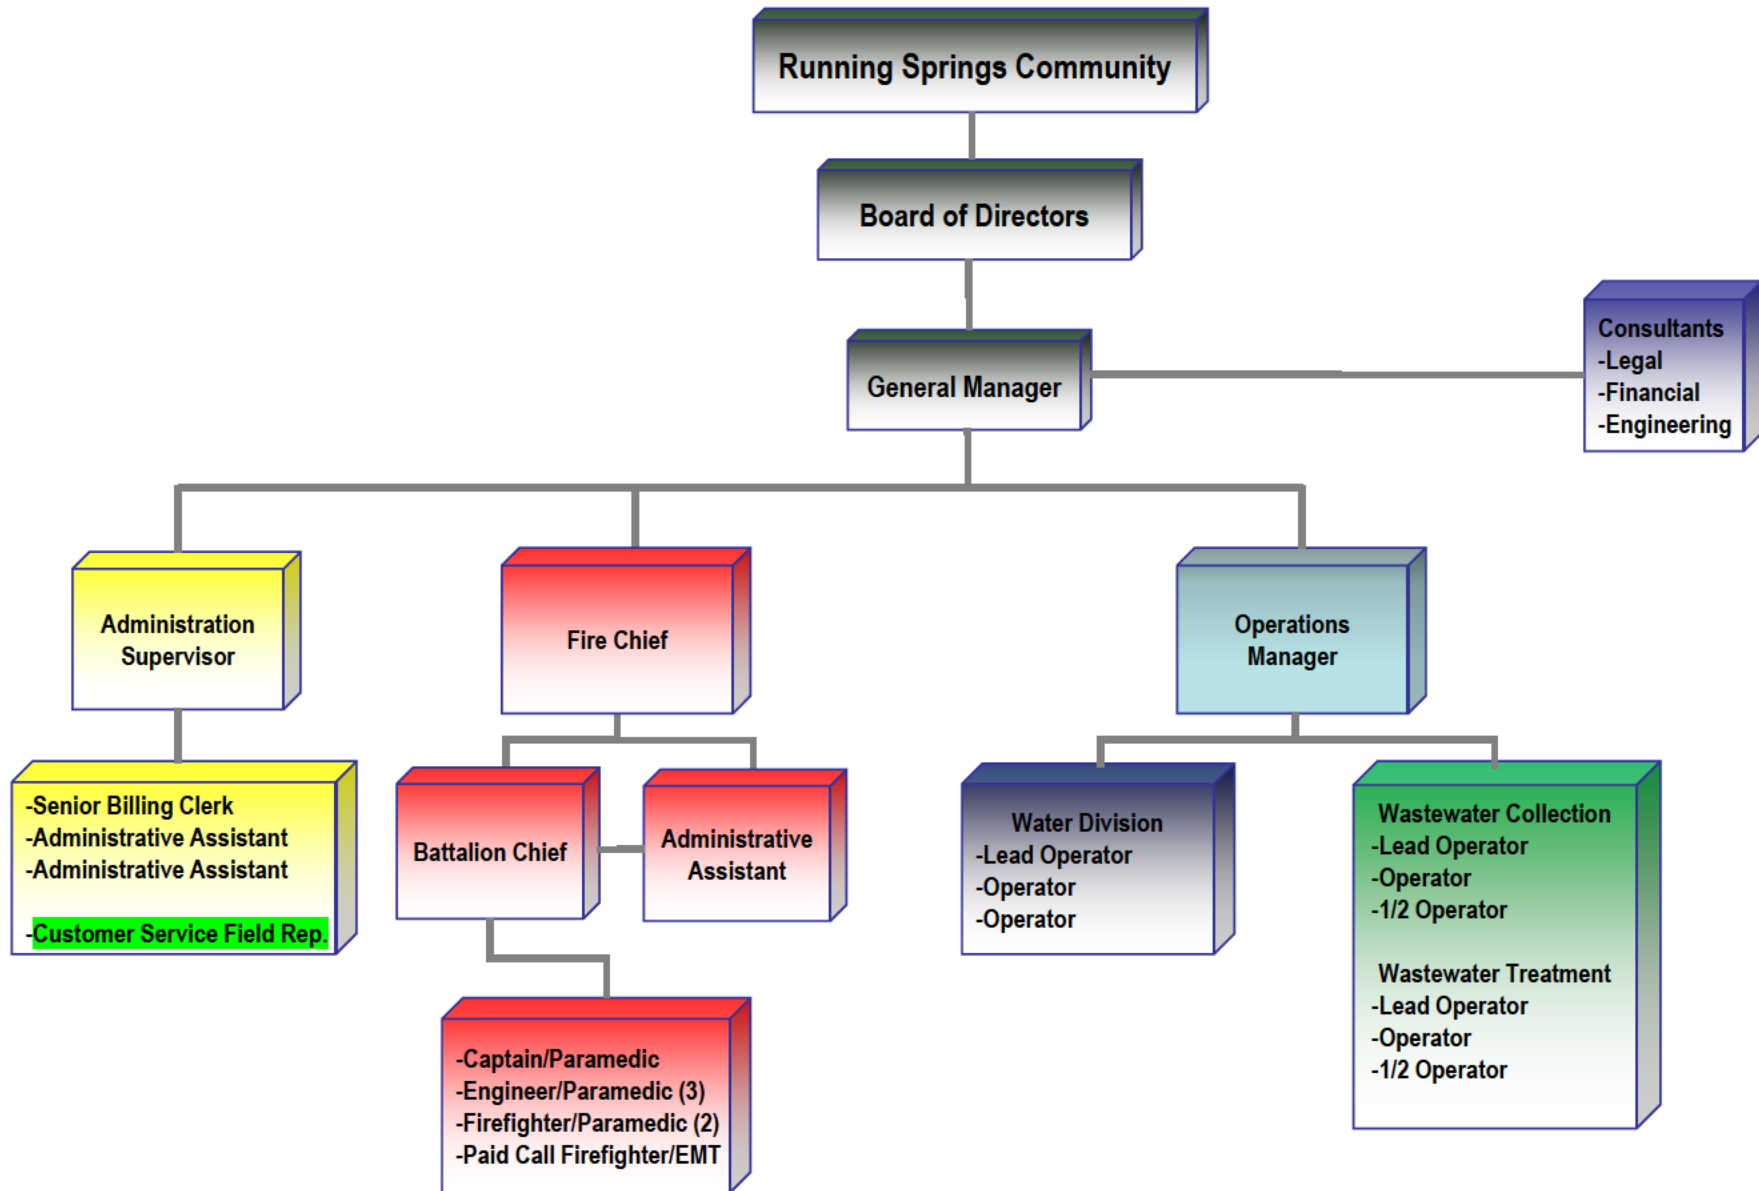 Running Springs Community
Board of Directors
General Manager
Consultants
-Legal
-Financial
-Engineering
Administration
Supervisor
Fire Chief
Operations
Manager
-Senior Billing Clerk
-Administrative Assistant
-Administrative Assistant
-Customer Service Field Rep.
Battalion Chief
Administrative
Assistant
Water Division
-Lead Operator
-Operator
-Operator
Wastewater Collection
-Lead Operator
-Operator
-1/2 Operator
Wastewater Treatment
-Lead Operator
-Operator
-1/2 Operator
-Captain/Paramedic
-Engineer/Paramedic (3)
-Firefighter/Paramedic (2)
-Paid Call Firefighter/EMT